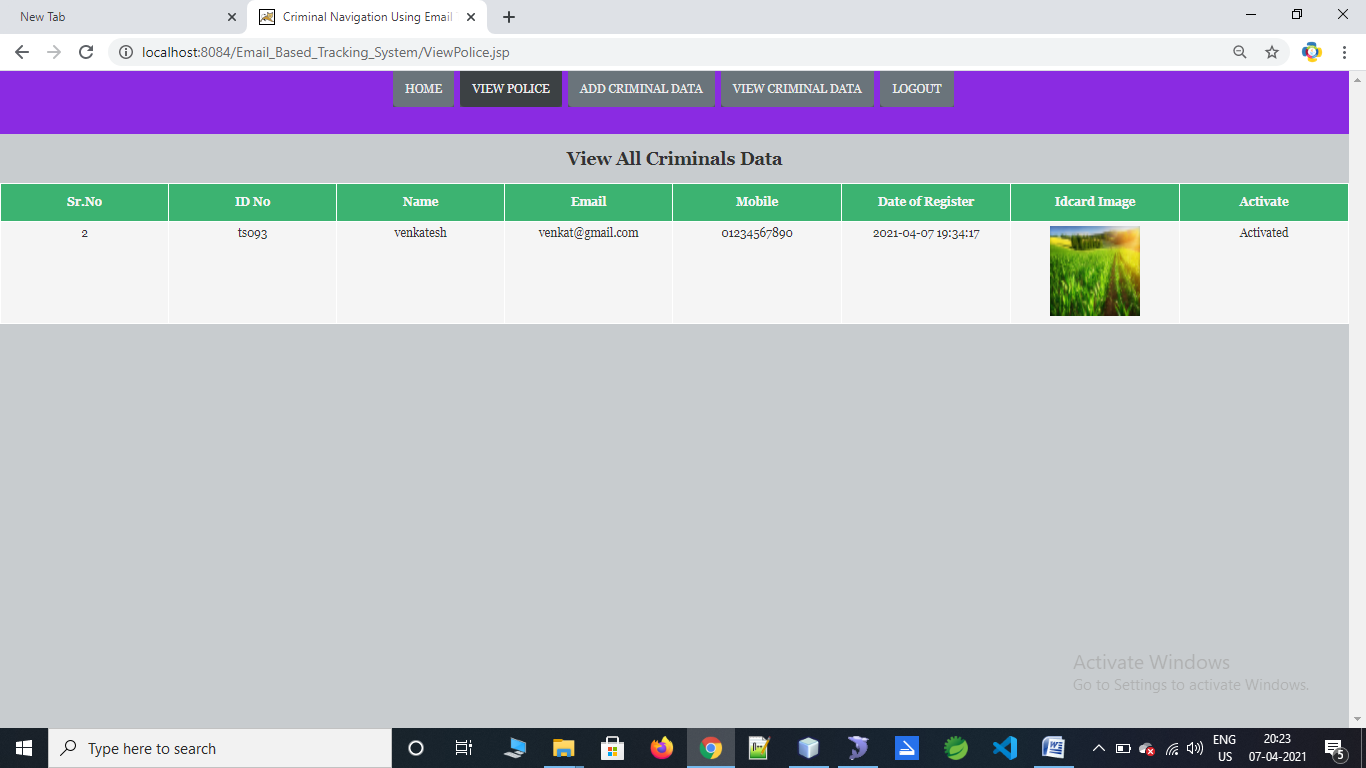 New Tab
Criminal Navigation Using Email
localhost:8084/Email_Based_Tracking_System/ViewPolice.jsp
HOME VIEW POLICE ADD CRIMINAL DATA VIEW CRIMINAL DATA LOGOUT
View All Criminals Data
Sr.No ID No Name Email Mobile Date of Register Idcard Image Activate
2 ts093 venkatesh venkat@gmail.com 01234567890 2021-04-07 19:34:17 Activated
Activate Windows
Go to Settings to activate Windows.
Type here to search
ENG 20:23
US 07-04-2021 5